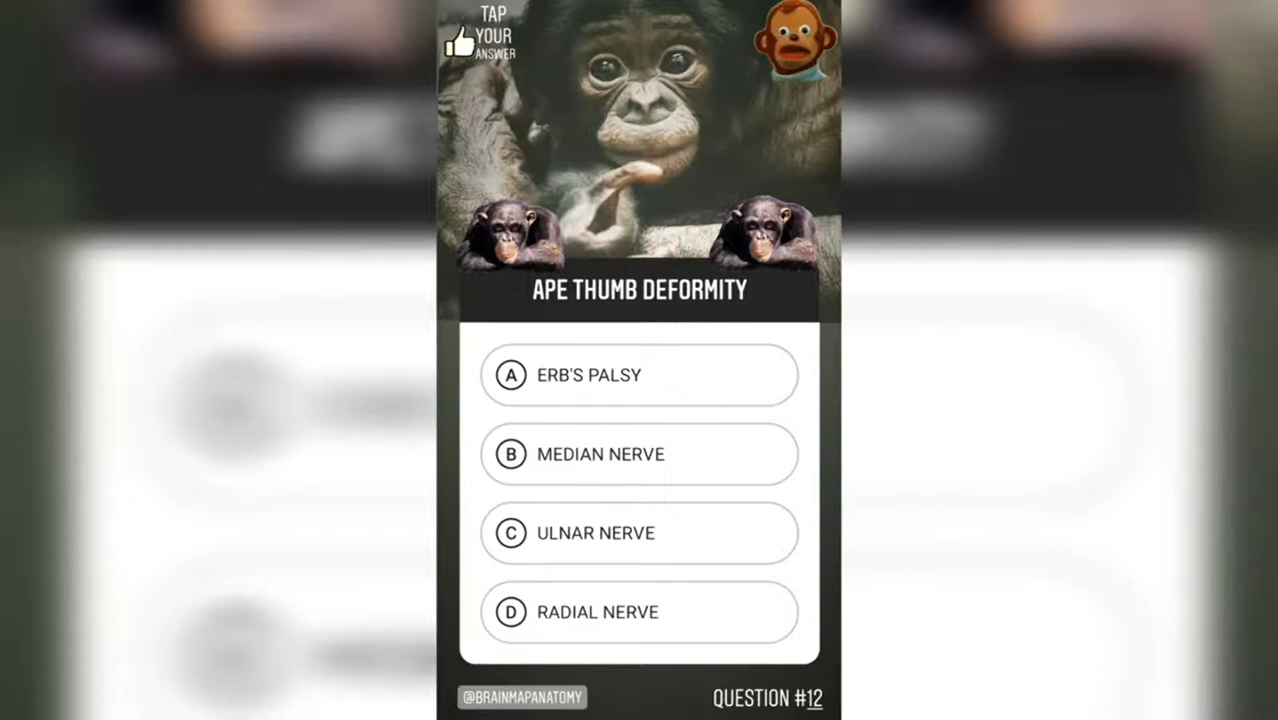 TAP
YOUR
ANSWER
APE THUMB DEFORMITY
A ERB'S PALSY
B MEDIAN NERVE
C ULNAR NERVE
D RADIAL NERVE
@BRAINMAPANATOMY
QUESTION #12